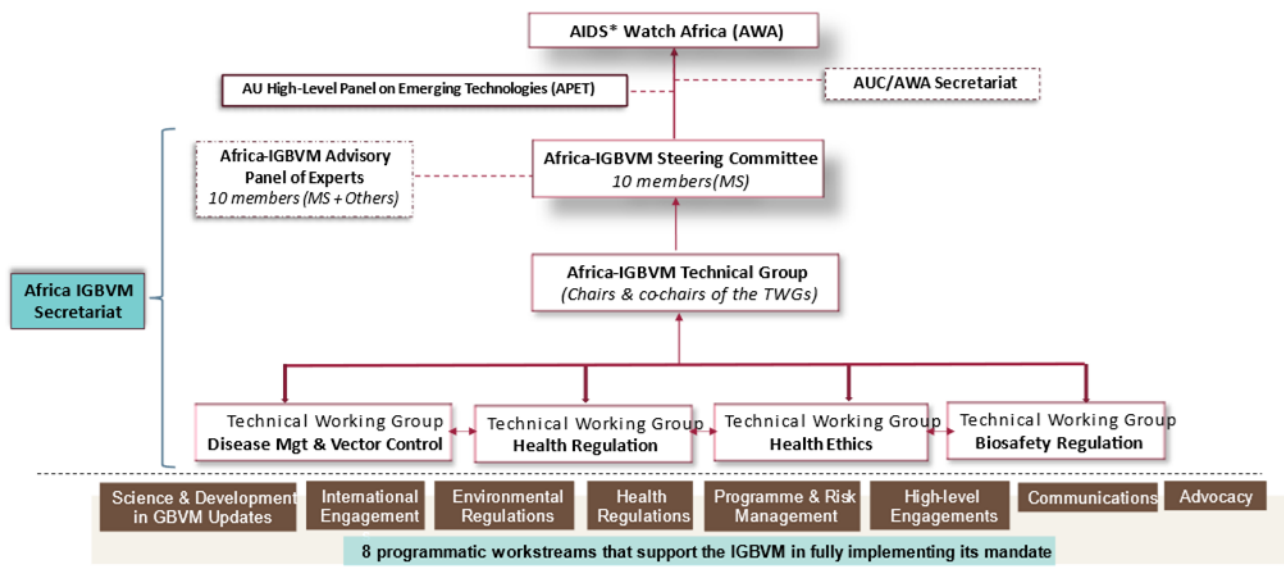 AIDS* Watch Africa (AWA)
AU High-Level Panel on Emerging Technologies (APET)
AUC/AWA Secretariat
Africa-IGBVM Advisory
Panel of Experts
10 members (MS + Others)
Africa-IGBVM Steering Committee
10 members(MS)
Africa IGBVM
Secretariat
Africa-IGBVM Technical Group
(Chairs & co-chairs of the TWGs)
Technical Working Group
Disease Mgt & Vector Control
Technical Working Group
Health Regulation
Technical Working Group
Health Ethics
Technical Working Group
Biosafety Regulation
Science & Development
in GBVM Updates
International
Engagement
Environmental
Regulations
Health
Regulations
Programme & Risk
Management
High-level
Engagements
Communications
Advocacy
8 programmatic workstreams that support the IGBVM in fully implementing its mandate